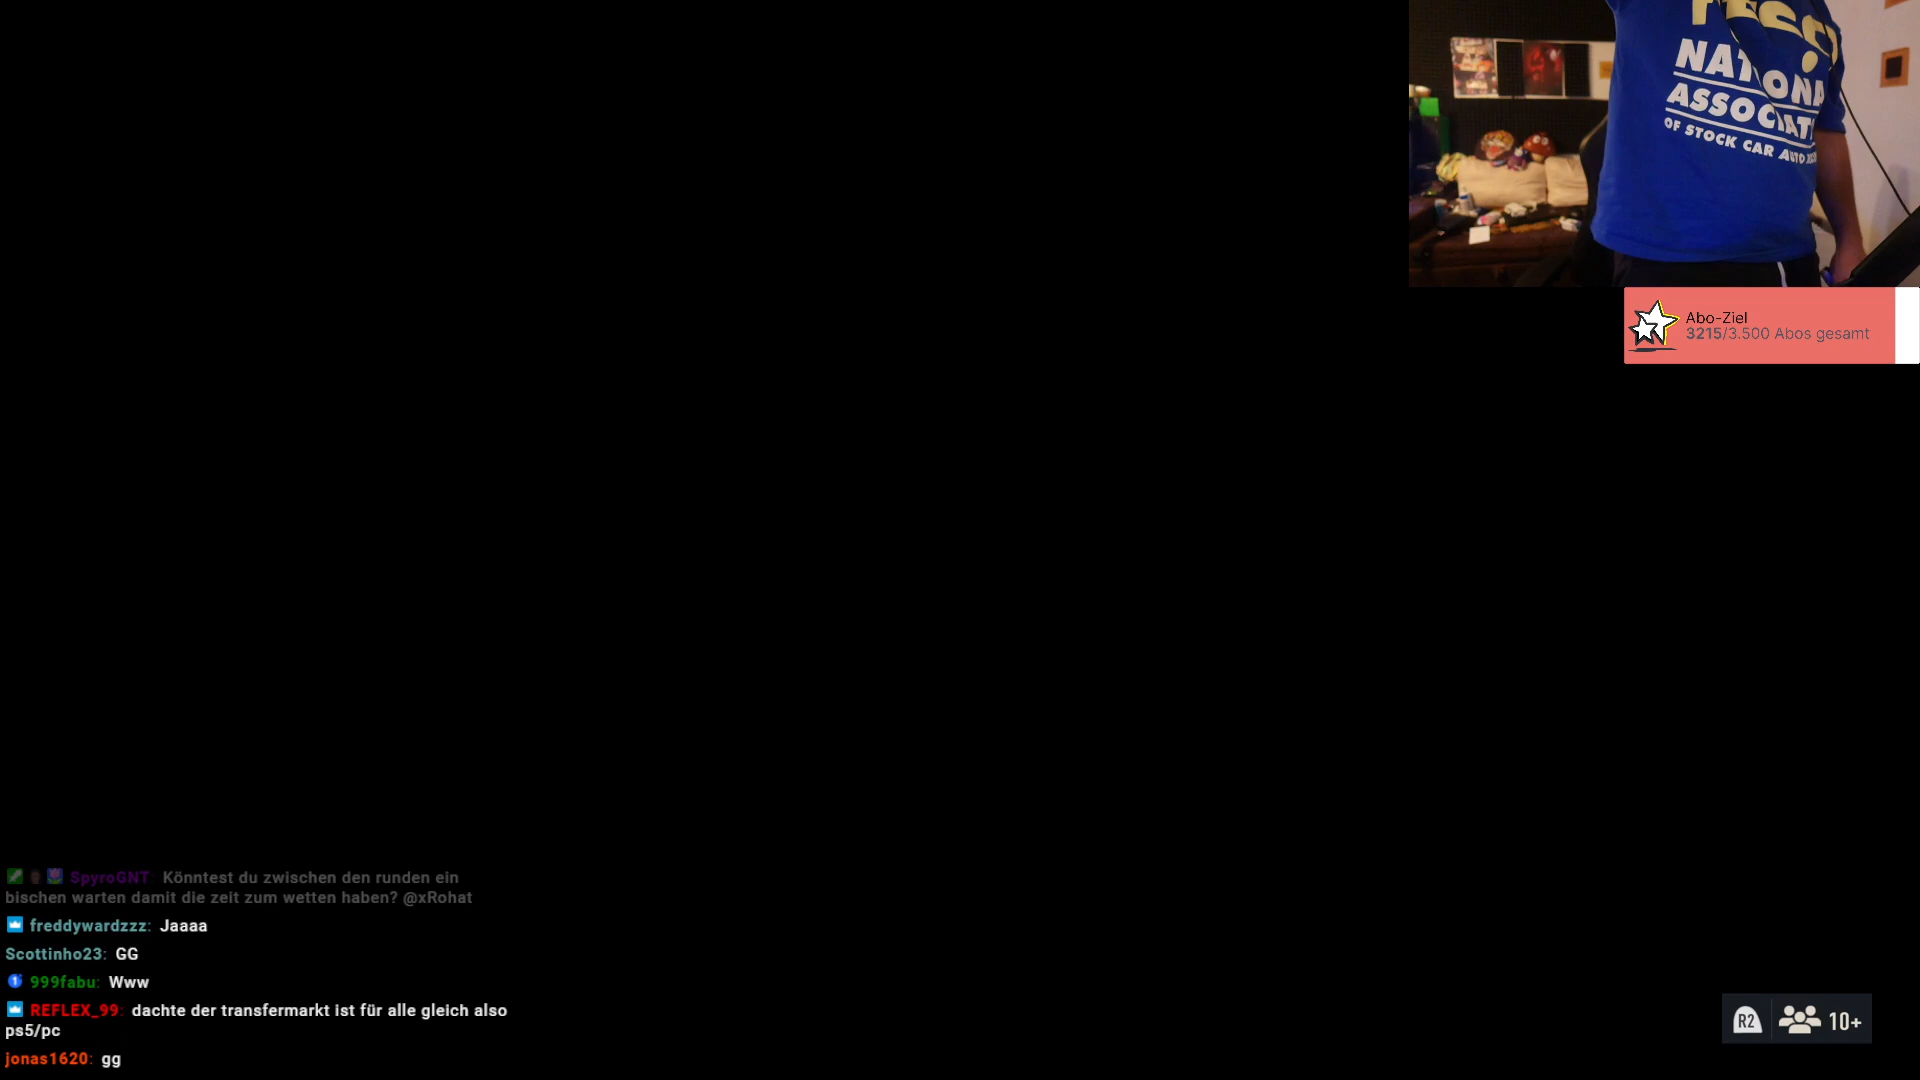 NATIONA
ASSOCIAT
OF STOCK CAR AUTO
Abo-Ziel
3215/3.500 Abos gesamt
SpyroGNT: Könntest du zwischen den runden ein
bischen warten damit die zeit zum wetten haben? @xRohat
freddywardzzz: Jaaaa
Scottinho23: GG
999fabu: Www
REFLEX_99: dachte der transfermarkt ist für alle gleich also
ps5/pc
jonas1620: gg
R2 10+